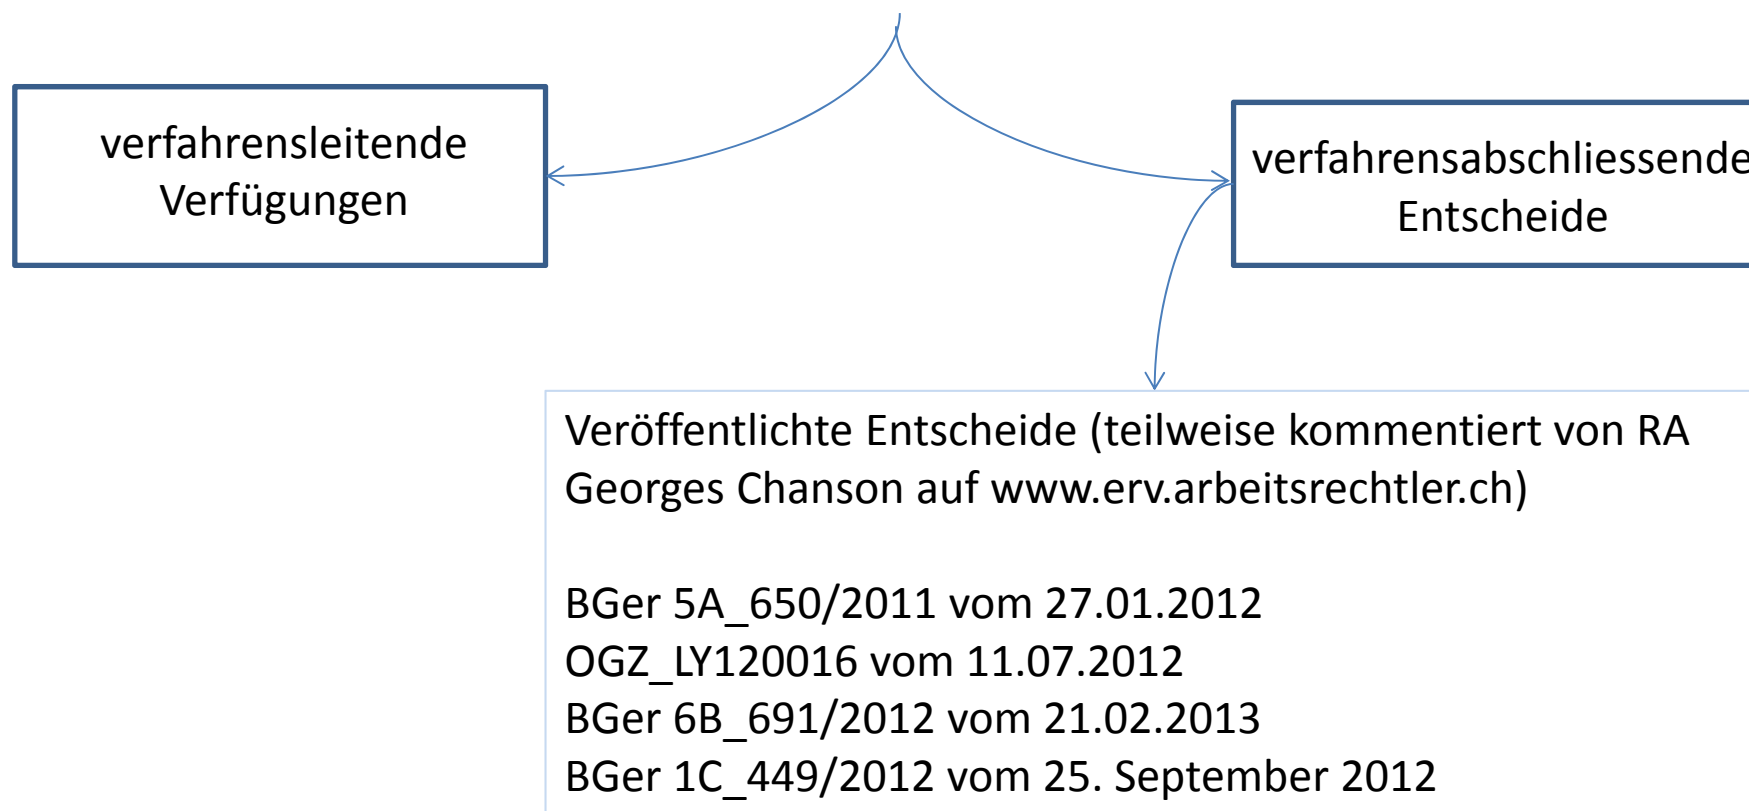 verfahrensleitende
Verfügungen
verfahrensabschliessende
Entscheide
Veröffentlichte Entscheide (teilweise kommentiert von RA
Georges Chanson auf www.erv.arbeitsrechtler.ch)
BGer 5A_650/2011 vom 27.01.2012
OGZ_LY120016 vom 11.07.2012
BGer 6B_691/2012 vom 21.02.2013
BGer 1C_449/2012 vom 25. September 2012